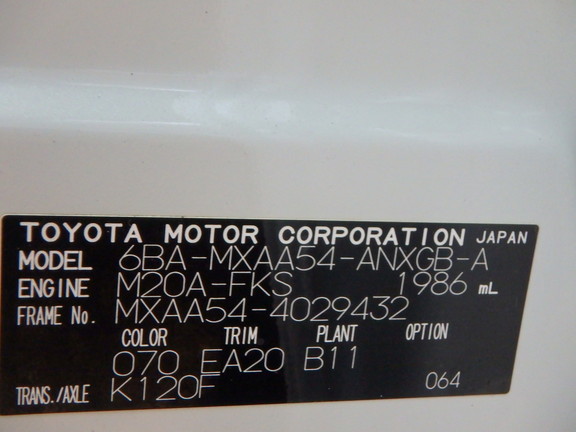 TOYOTA MOTOR CORPORATION JAPAN
MODEL 6BA-MXAA54-ANXGB-A
ENGINE M20A-FKS 1986 mL
FRAME No. MXAA54-4029432
COLOR TRIM PLANT OPTION
070 EA20 B11
TRANS./AXLE K120F 064